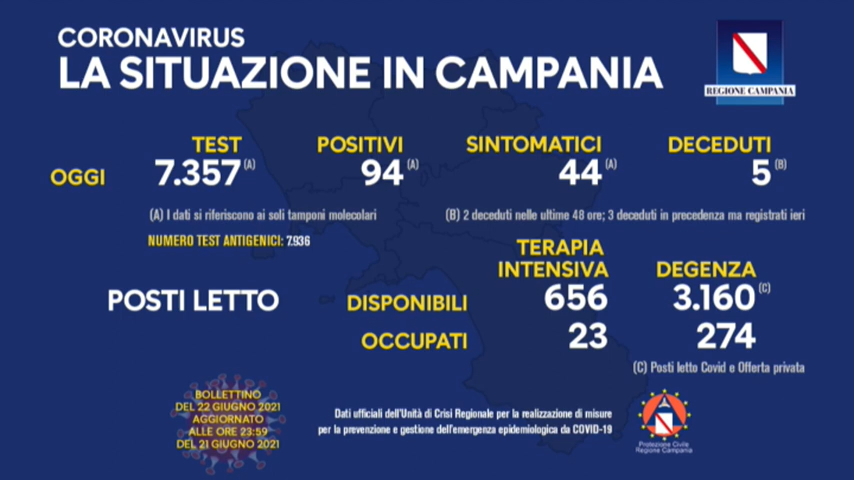 CORONAVIRUS
LA SITUAZIONE IN CAMPANIA
REGIONE CAMPANIA
TEST POSITIVI SINTOMATICI DECEDUTI
OGGI 7.357 (A) 94 (A) 44 (A) 5 (B)
(A) I dati si riferiscono ai soli tamponi molecolari
(B) 2 deceduti nelle ultime 48 ore; 3 deceduti in precedenza ma registrati ieri
NUMERO TEST ANTIGENICI: 7.936
TERAPIA
INTENSIVA DEGENZA
POSTI LETTO DISPONIBILI 656 3.160 (C)
OCCUPATI 23 274
(C) Posti letto Covid e Offerta privata
BOLLETTINO
DEL 22 GIUGNO 2021
AGGIORNATO
ALLE ORE 23:59
DEL 21 GIUGNO 2021
Dati ufficiali dell'Unità di Crisi Regionale per la realizzazione di misure
per la prevenzione e gestione dell'emergenza epidemiologica da COVID-19
Protezione Civile
Regione Campania